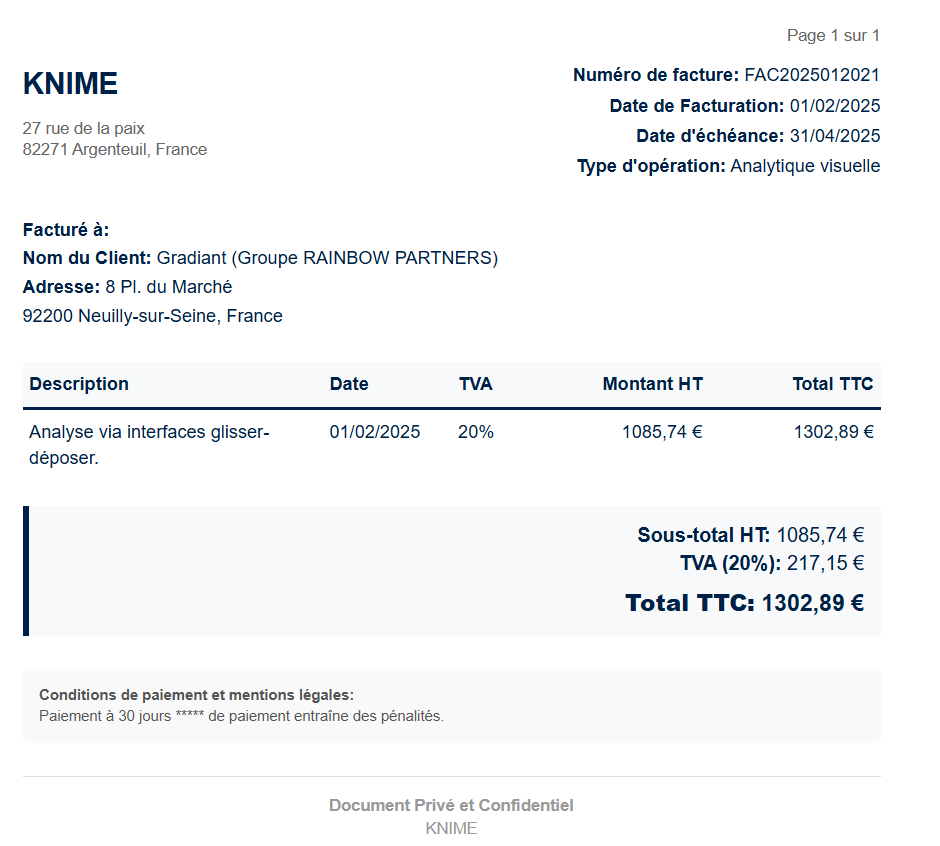 Page 1 sur 1
KNIME
27 rue de la paix
82271 Argenteuil, France
Numéro de facture: FAC2025012021
Date de Facturation: 01/02/2025
Date d'échéance: 31/04/2025
Type d'opération: Analytique visuelle
Facturé à:
Nom du Client: Gradiant (Groupe RAINBOW PARTNERS)
Adresse: 8 Pl. du Marché
92200 Neuilly-sur-Seine, France
Description Date TVA Montant HT Total TTC
Analyse via interfaces glisser- 01/02/2025 20% 1085,74 € 1302,89 €
déposer.
Sous-total HT: 1085,74 €
TVA (20%): 217,15 €
Total TTC: 1302,89 €
Conditions de paiement et mentions légales:
Paiement à 30 jours ***** de paiement entraîne des pénalités.
Document Privé et Confidentiel
KNIME